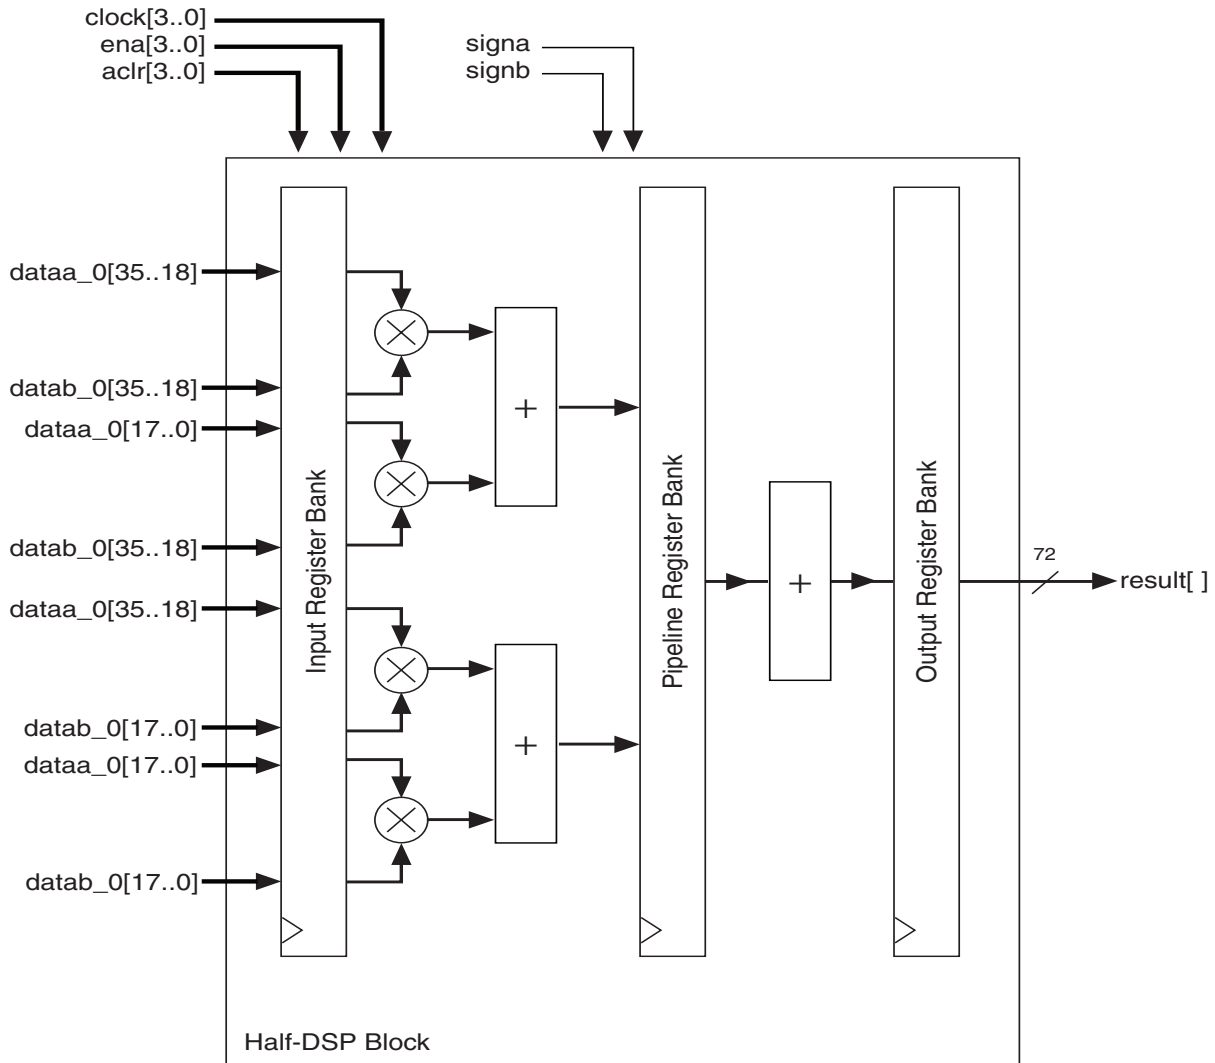 clock[3..0]
ena[3..0]
aclr[3..0]
signa
signb
dataa_0[35..18]
datab_0[35..18]
dataa_0[17..0]
datab_0[35..18]
dataa_0[35..18]
datab_0[17..0]
dataa_0[17..0]
datab_0[17..0]
Input Register Bank
+
+
Pipeline Register Bank
+
Output Register Bank
72
result[ ]
Half-DSP Block